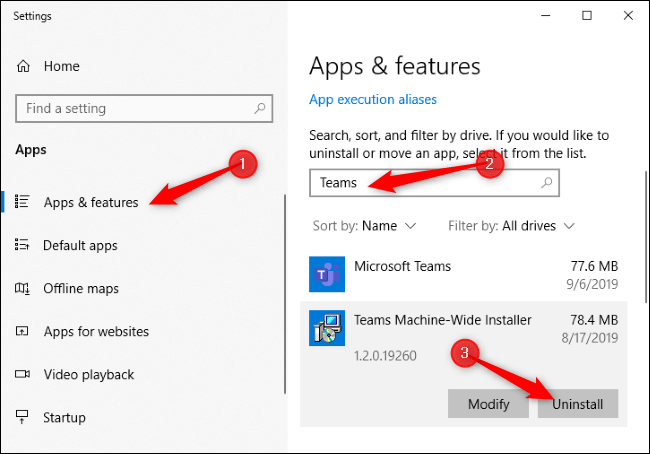 Settings
Home
Find a setting
Apps
1
Apps & features
Default apps
Offline maps
Apps for websites
Video playback
Startup
Apps & features
App execution aliases
Search, sort, and filter by drive. If you would like to
uninstall or move an app, select it from the list.
2
Teams
Sort by: Name
Filter by: All drives
Microsoft Teams 77.6 MB
9/6/2019
Teams Machine-Wide Installer 78.4 MB
1.2.0.19260 8/17/2019
3
Modify Uninstall